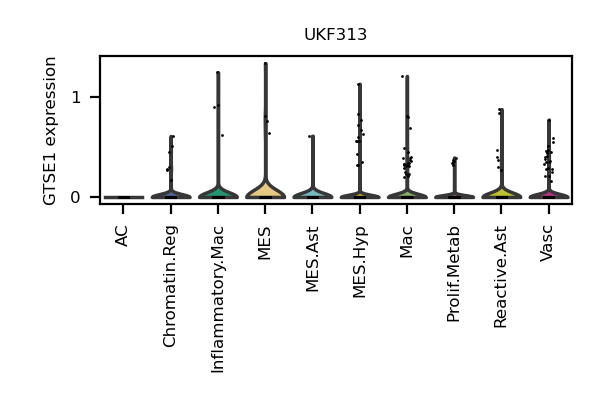 UKF313
GTSE1 expression
1
0
AC
Chromatin.Reg
Inflammatory.Mac
MES
MES.Ast
MES.Hyp
Mac
Prolif.Metab
Reactive.Ast
Vasc